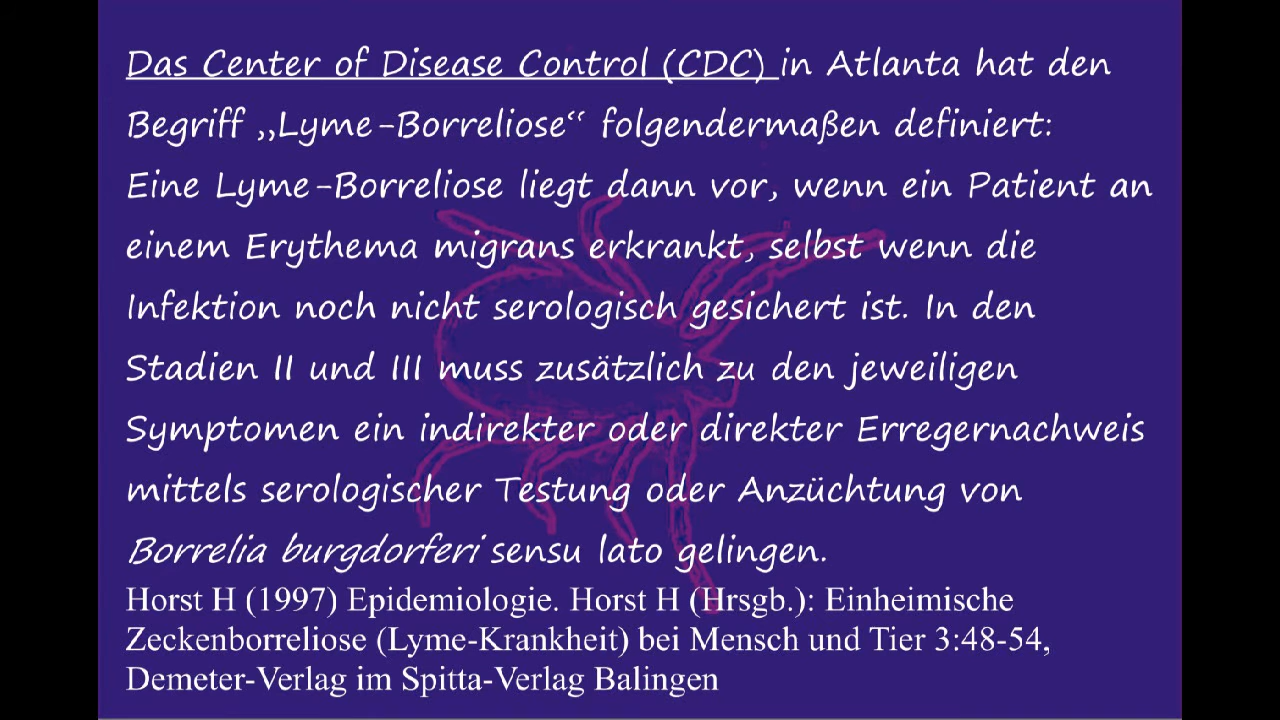 Das Center of Disease Control (CDC) in Atlanta hat den
Begriff „Lyme-Borreliose“ folgendermaßen definiert:
Eine Lyme-Borreliose liegt dann vor, wenn ein Patient an
einem Erythema migrans erkrankt, selbst wenn die
Infektion noch nicht serologisch gesichert ist. In den
Stadien II und III muss zusätzlich zu den jeweiligen
Symptomen ein indirekter oder direkter Erregernachweis
mittels serologischer Testung oder Anzüchtung von
Borrelia burgdorferi sensu lato gelingen.
Horst H (1997) Epidemiologie. Horst H (Hrsgb.): Einheimische
Zeckenborreliose (Lyme-Krankheit) bei Mensch und Tier 3:48-54,
Demeter-Verlag im Spitta-Verlag Balingen